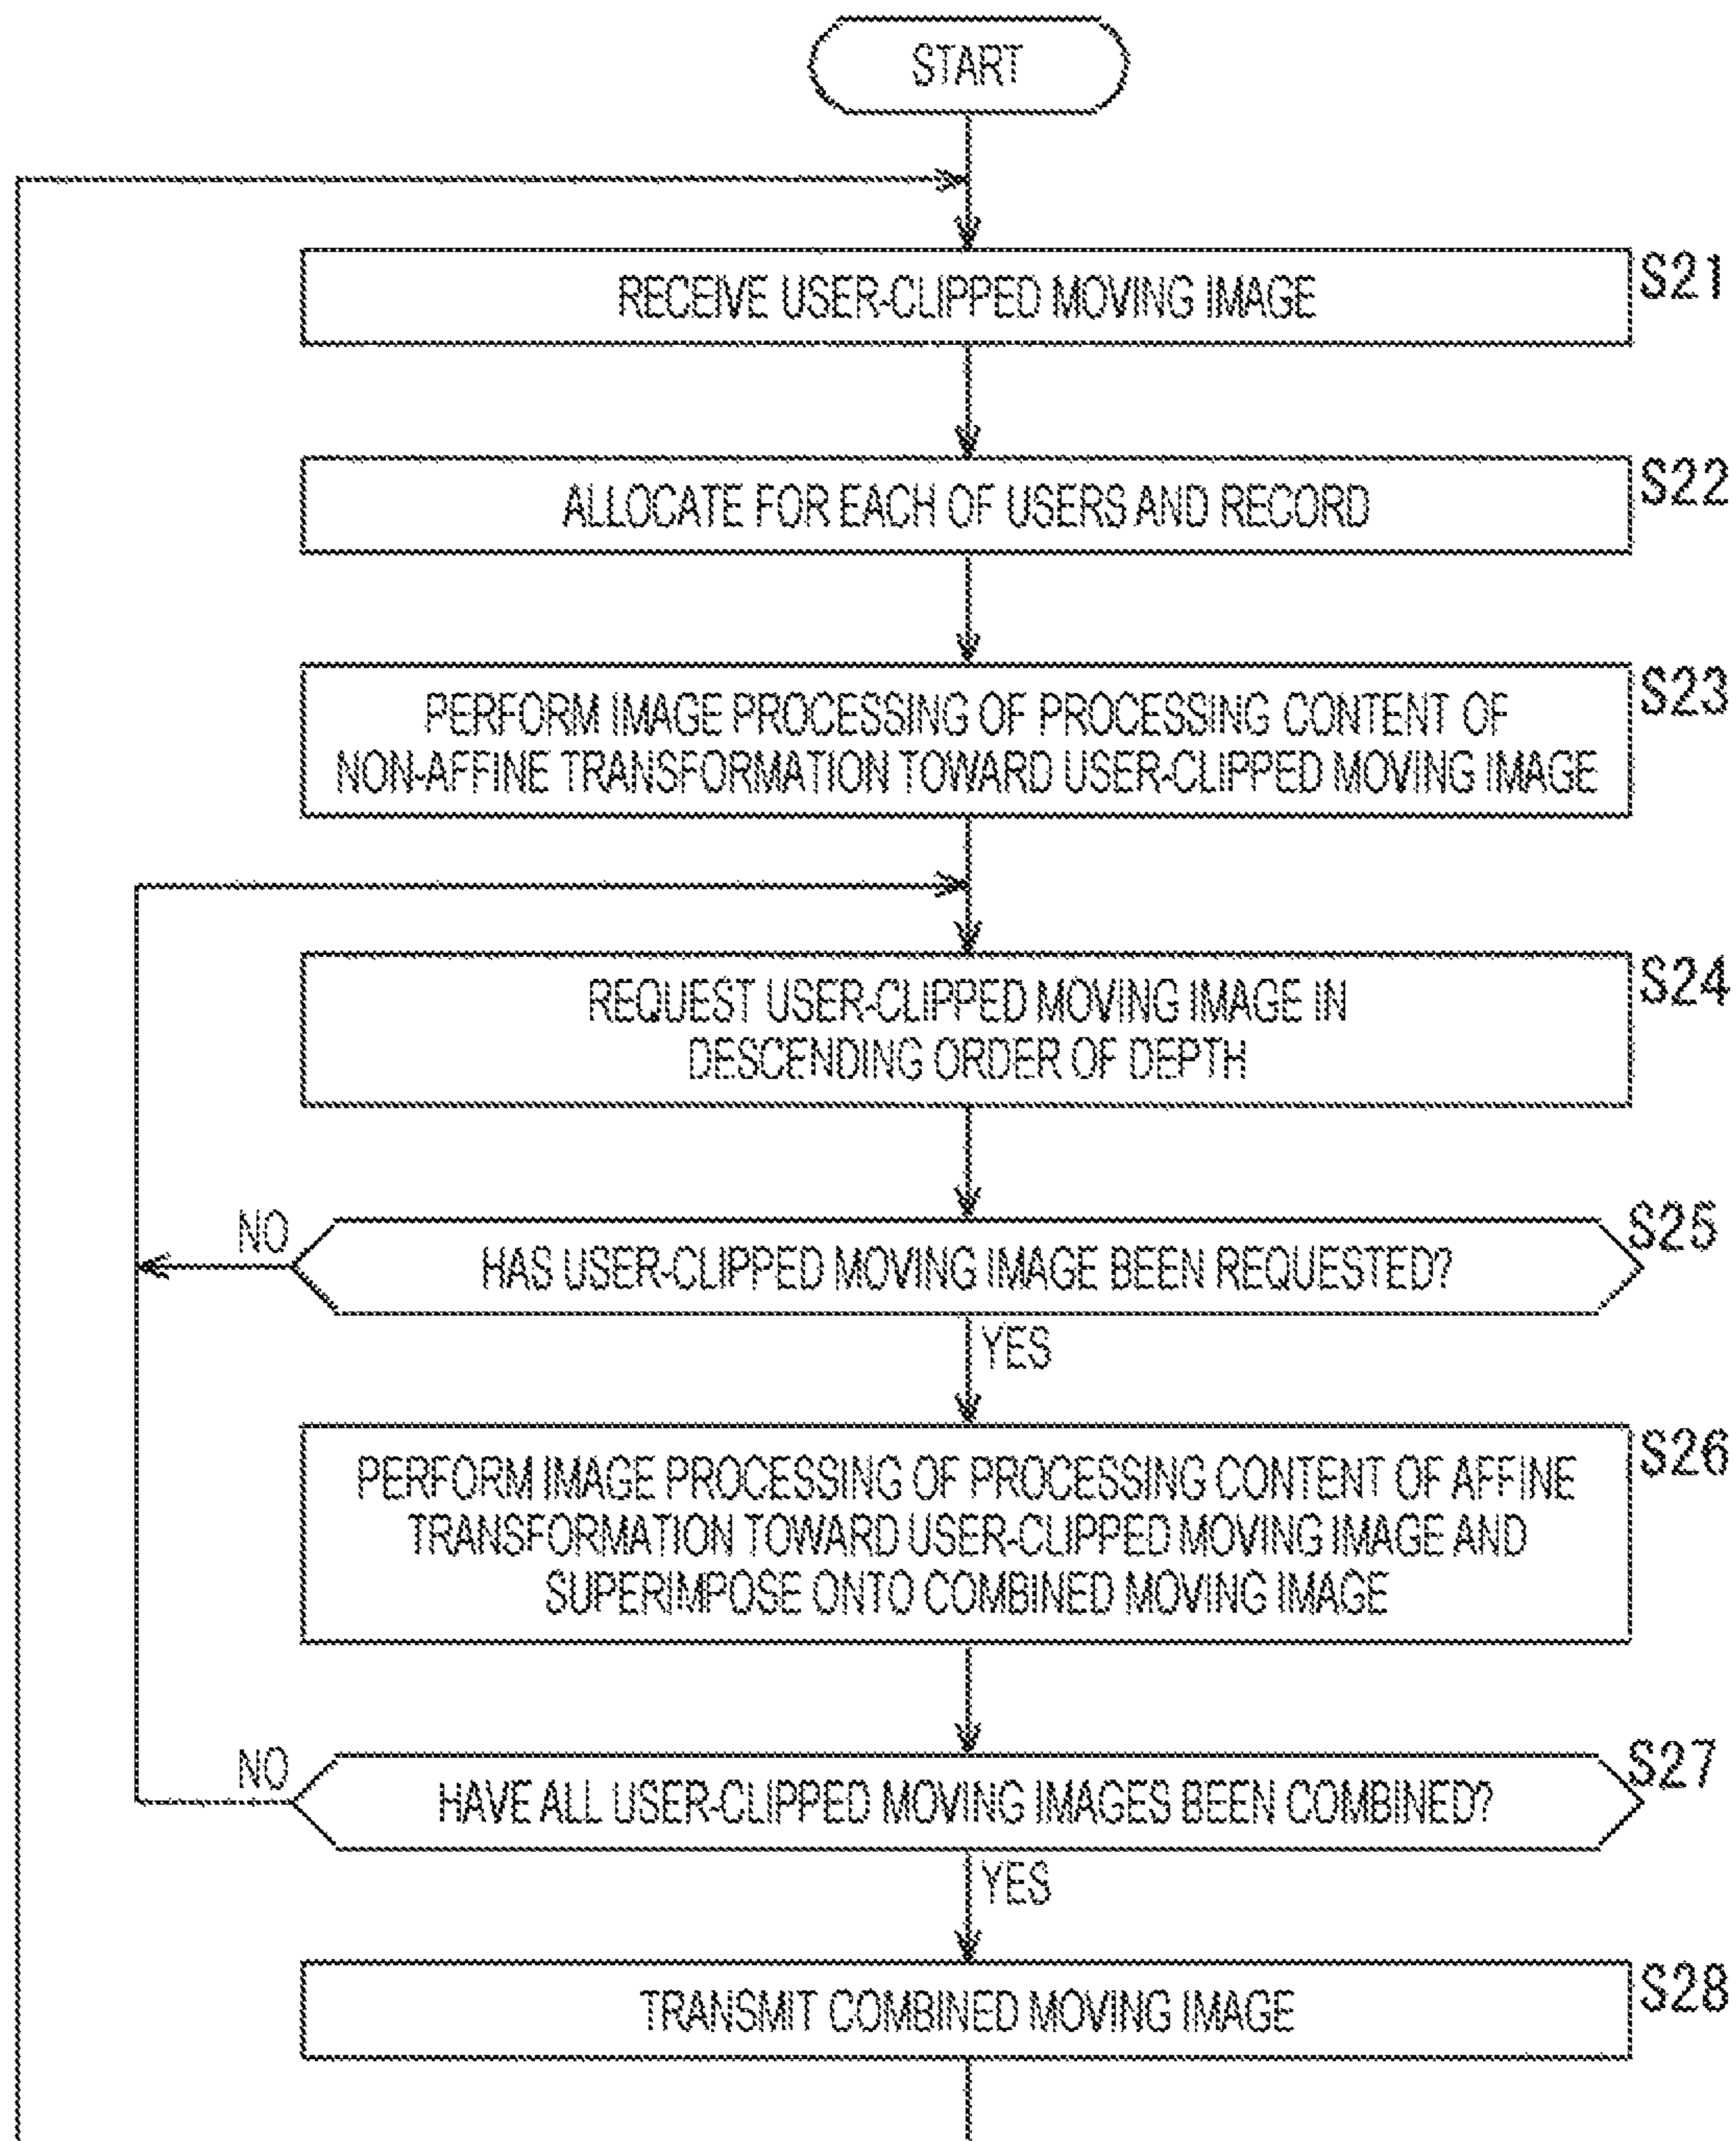 START
RECEIVE USER-CLIPPED MOVING IMAGE
S21
ALLOCATE FOR EACH OF USERS AND RECORD
S22
PERFORM IMAGE PROCESSING OF PROCESSING CONTENT OF
NON-AFFINE TRANSFORMATION TOWARD USER-CLIPPED MOVING IMAGE
S23
REQUEST USER-CLIPPED MOVING IMAGE IN
DESCENDING ORDER OF DEPTH
S24
NO
HAS USER-CLIPPED MOVING IMAGE BEEN REQUESTED?
S25
YES
PERFORM IMAGE PROCESSING OF PROCESSING CONTENT OF AFFINE
TRANSFORMATION TOWARD USER-CLIPPED MOVING IMAGE AND
SUPERIMPOSE ONTO COMBINED MOVING IMAGE
S26
NO
HAVE ALL USER-CLIPPED MOVING IMAGES BEEN COMBINED?
S27
YES
TRANSMIT COMBINED MOVING IMAGE
S28